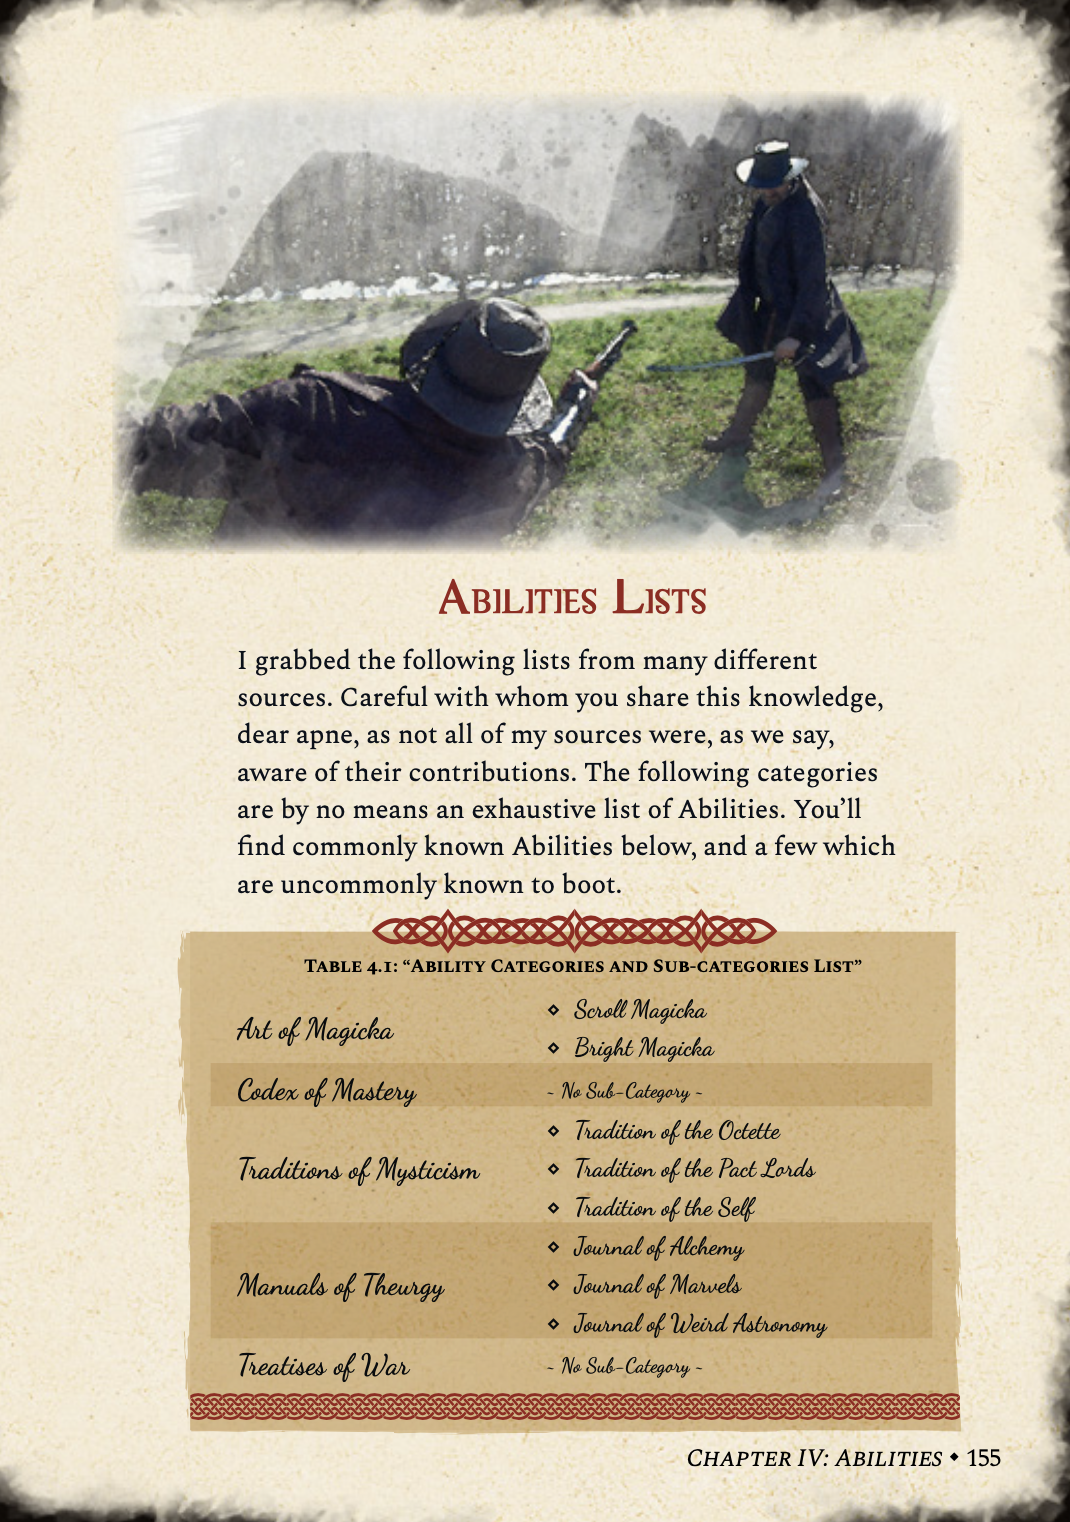 Abilities Lists
I grabbed the following lists from many different
sources. Careful with whom you share this knowledge,
dear apne, as not all of my sources were, as we say,
aware of their contributions. The following categories
are by no means an exhaustive list of Abilities. You’ll
find commonly known Abilities below, and a few which
are uncommonly known to boot.
Table 4.1: “Ability Categories and Sub-categories List”
Art of Magicka
◇ Scroll Magicka
◇ Bright Magicka
Codex of Mastery
~ No Sub-Category ~
Traditions of Mysticism
◇ Tradition of the Octette
◇ Tradition of the Pact Lords
◇ Tradition of the Self
Manuals of Theurgy
◇ Journal of Alchemy
◇ Journal of Marvels
◇ Journal of Weird Astronomy
Treatises of War
~ No Sub-Category ~
Chapter IV: Abilities ◆ 155